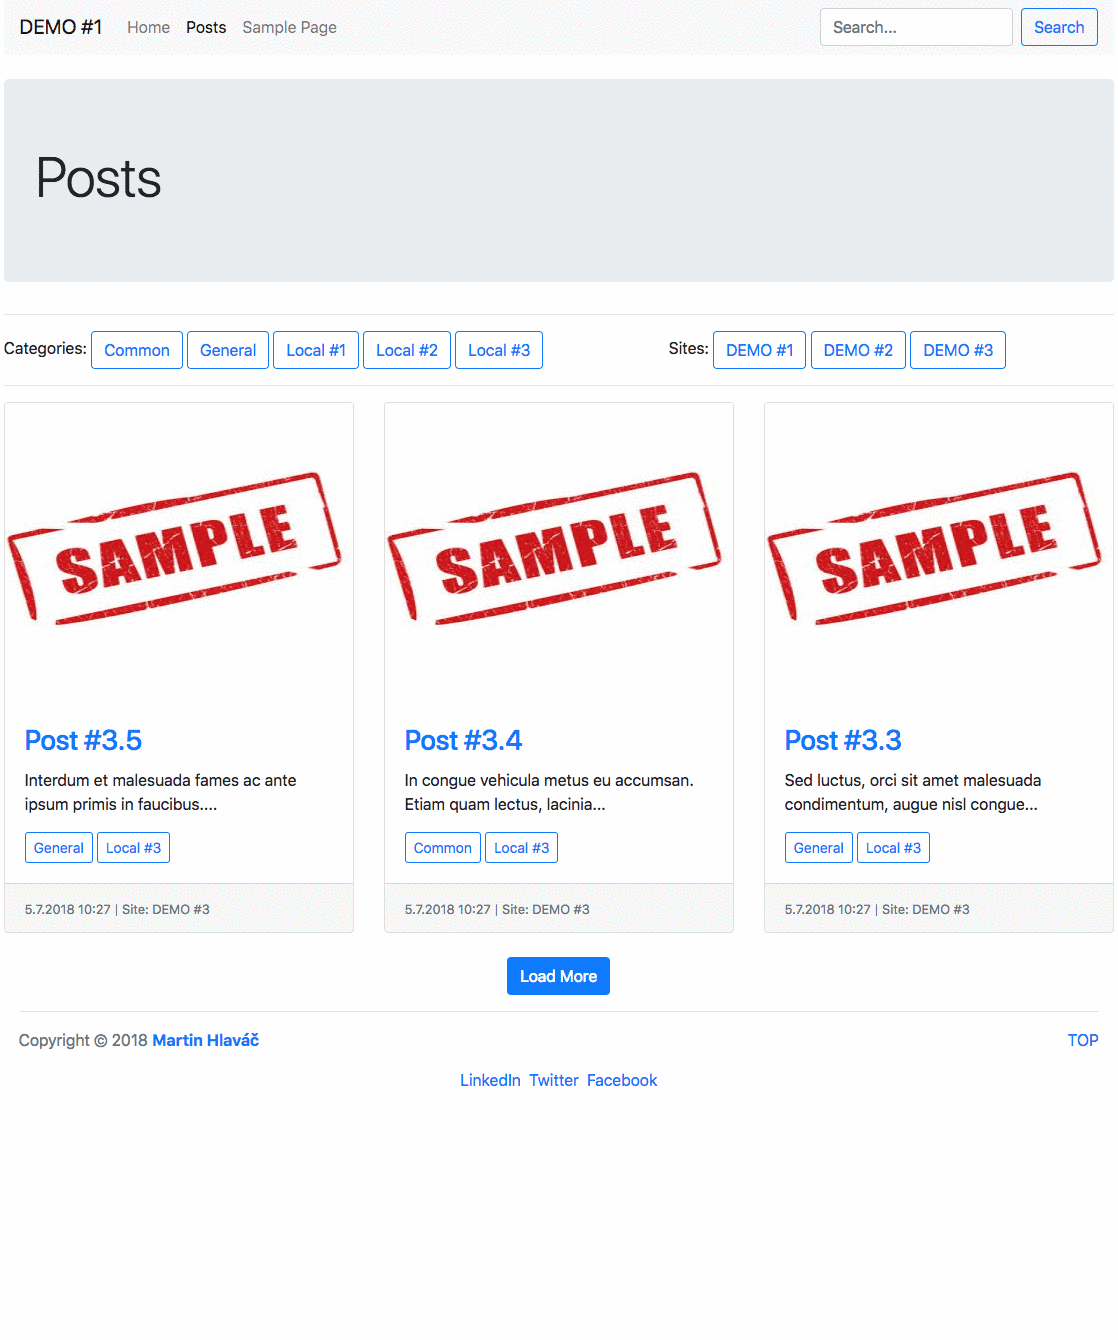 DEMO #1 Home Posts Sample Page Search... Search
Posts
Categories: Common General Local #1 Local #2 Local #3 Sites: DEMO #1 DEMO #2 DEMO #3
SAMPLE SAMPLE SAMPLE
Post #3.5
Interdum et malesuada fames ac ante
ipsum primis in faucibus....
General Local #3
5.7.2018 10:27 | Site: DEMO #3
Post #3.4
In congue vehicula metus eu accumsan.
Etiam quam lectus, lacinia...
Common Local #3
5.7.2018 10:27 | Site: DEMO #3
Post #3.3
Sed luctus, orci sit amet malesuada
condimentum, augue nisl congue...
General Local #3
5.7.2018 10:27 | Site: DEMO #3
Load More
Copyright © 2018 Martin Hlaváč TOP
LinkedIn Twitter Facebook